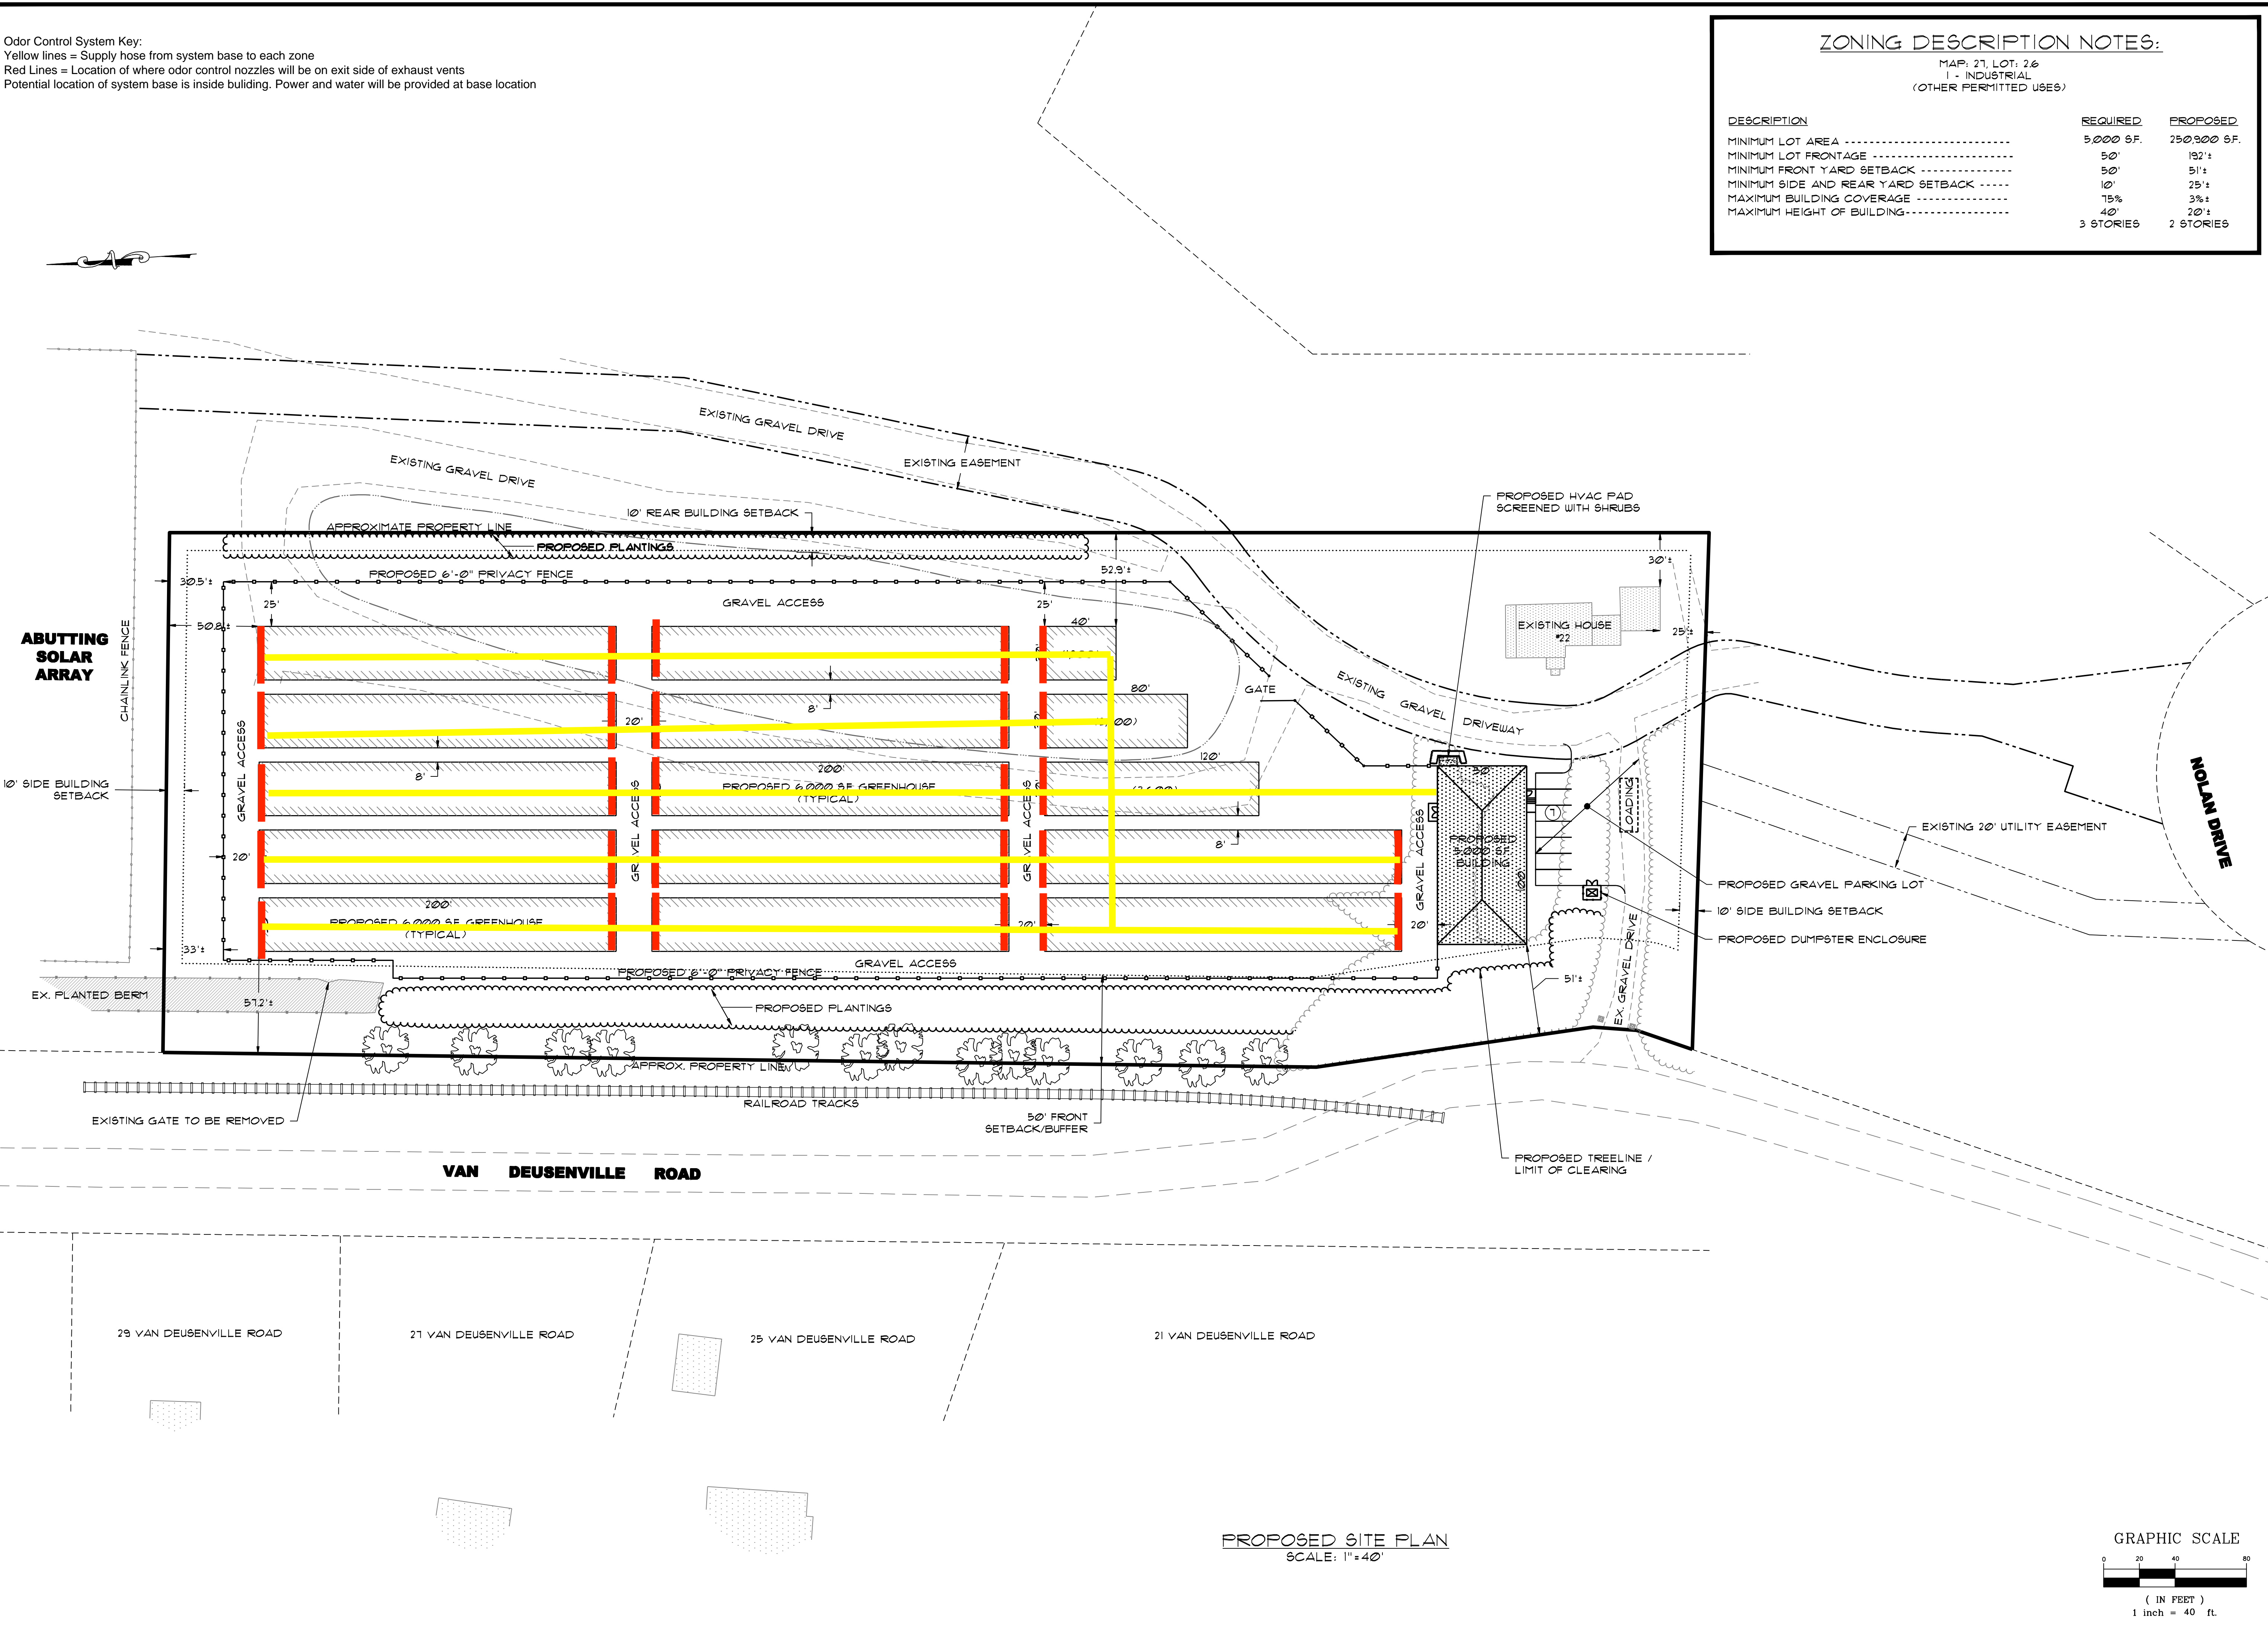 Odor Control System Key:
Yellow lines = Supply hose from system base to each zone
Red Lines = Location of where odor control nozzles will be on exit side of exhaust vents
Potential location of system base is inside buliding. Power and water will be provided at base location
ZONING DESCRIPTION NOTES:
MAP: 27, LOT: 2.6
I - INDUSTRIAL
(OTHER PERMITTED USES)
DESCRIPTION REQUIRED PROPOSED
MINIMUM LOT AREA ----------------------- 5,000 S.F. 250,900 S.F.
MINIMUM LOT FRONTAGE ------------------- 50' 192'±
MINIMUM FRONT YARD SETBACK ------------- 50' 51'±
MINIMUM SIDE AND REAR YARD SETBACK ----- 10' 25'±
MAXIMUM BUILDING COVERAGE ------------- 75% 3%±
MAXIMUM HEIGHT OF BUILDING--------------- 40' 20'±
3 STORIES 2 STORIES
N
EXISTING GRAVEL DRIVE
EXISTING GRAVEL DRIVE
EXISTING EASEMENT
10' REAR BUILDING SETBACK
PROPOSED HVAC PAD
SCREENED WITH SHRUBS
APPROXIMATE PROPERTY LINE
PROPOSED PLANTINGS
PROPOSED 6'-0" PRIVACY FENCE
30.5'±
52.9'±
30'±
25'
GRAVEL ACCESS
25'
40'
50.8'±
EXISTING HOUSE
#22
25'±
ABUTTING
SOLAR
ARRAY
CHAINLINK FENCE
GATE
80'
EXISTING GRAVEL DRIVEWAY
8'
20'
8'
200'
120'
50'
PROPOSED 6,000 S.F. GREENHOUSE
(TYPICAL)
10' SIDE BUILDING
SETBACK
GRAVEL ACCESS
GRAVEL ACCESS
GRAVEL ACCESS
GRAVEL ACCESS
7
LOADING
NOLAN DRIVE
EXISTING 20' UTILITY EASEMENT
8'
PROPOSED
5,000 S.F.
BUILDING
100'
20'
PROPOSED GRAVEL PARKING LOT
10' SIDE BUILDING SETBACK
200'
PROPOSED 6,000 S.F. GREENHOUSE
(TYPICAL)
20'
20'
PROPOSED DUMPSTER ENCLOSURE
EX. GRAVEL DRIVE
33'±
GRAVEL ACCESS
PROPOSED 6'-0" PRIVACY FENCE
51'±
EX. PLANTED BERM
57.2'±
PROPOSED PLANTINGS
APPROX. PROPERTY LINE
RAILROAD TRACKS
EXISTING GATE TO BE REMOVED
50' FRONT
SETBACK/BUFFER
PROPOSED TREELINE /
LIMIT OF CLEARING
VAN DEUSENVILLE ROAD
29 VAN DEUSENVILLE ROAD
27 VAN DEUSENVILLE ROAD
25 VAN DEUSENVILLE ROAD
21 VAN DEUSENVILLE ROAD
PROPOSED SITE PLAN
SCALE: 1"=40'
GRAPHIC SCALE
0 20 40 80
( IN FEET )
1 inch = 40 ft.